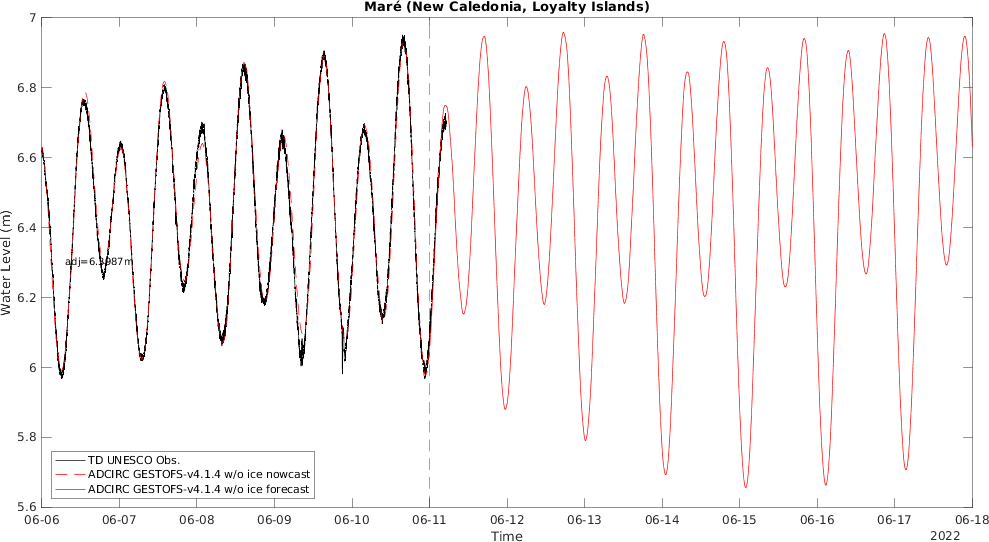 Maré (New Caledonia, Loyalty Islands)
7
6.8
6.6
6.4
6.2
6
5.8
5.6
Water Level (m)
adj=6.3987m
TD UNESCO Obs.
ADCIRC GESTOFS-v4.1.4 w/o ice nowcast
ADCIRC GESTOFS-v4.1.4 w/o ice forecast
06-06 06-07 06-08 06-09 06-10 06-11 06-12 06-13 06-14 06-15 06-16 06-17 06-18
Time
2022